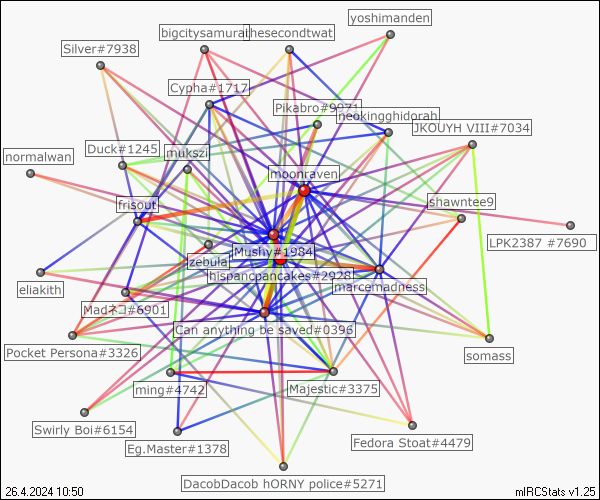 yoshimanden
bigcitysamurai
thesecondtwat
Silver#7938
Cypha#1717
Pikabro#9971
neokingghidorah
JKOUYH VIII#7034
Duck#1245
mukszi
normalwan
moonraven
frisout
shawntee9
LPK2387 #7690
Mushy#1984
zebula
hispancpancakes#2928
eliakith
marcemadness
Madネコ#6901
Can anything be saved#0396
Pocket Persona#3326
somass
ming#4742
Majestic#3375
Swirly Boi#6154
Fedora Stoat#4479
Eg.Master#1378
DacobDacob hORNY police#5271
26.4.2024 10:50
mIRCStats v1.25